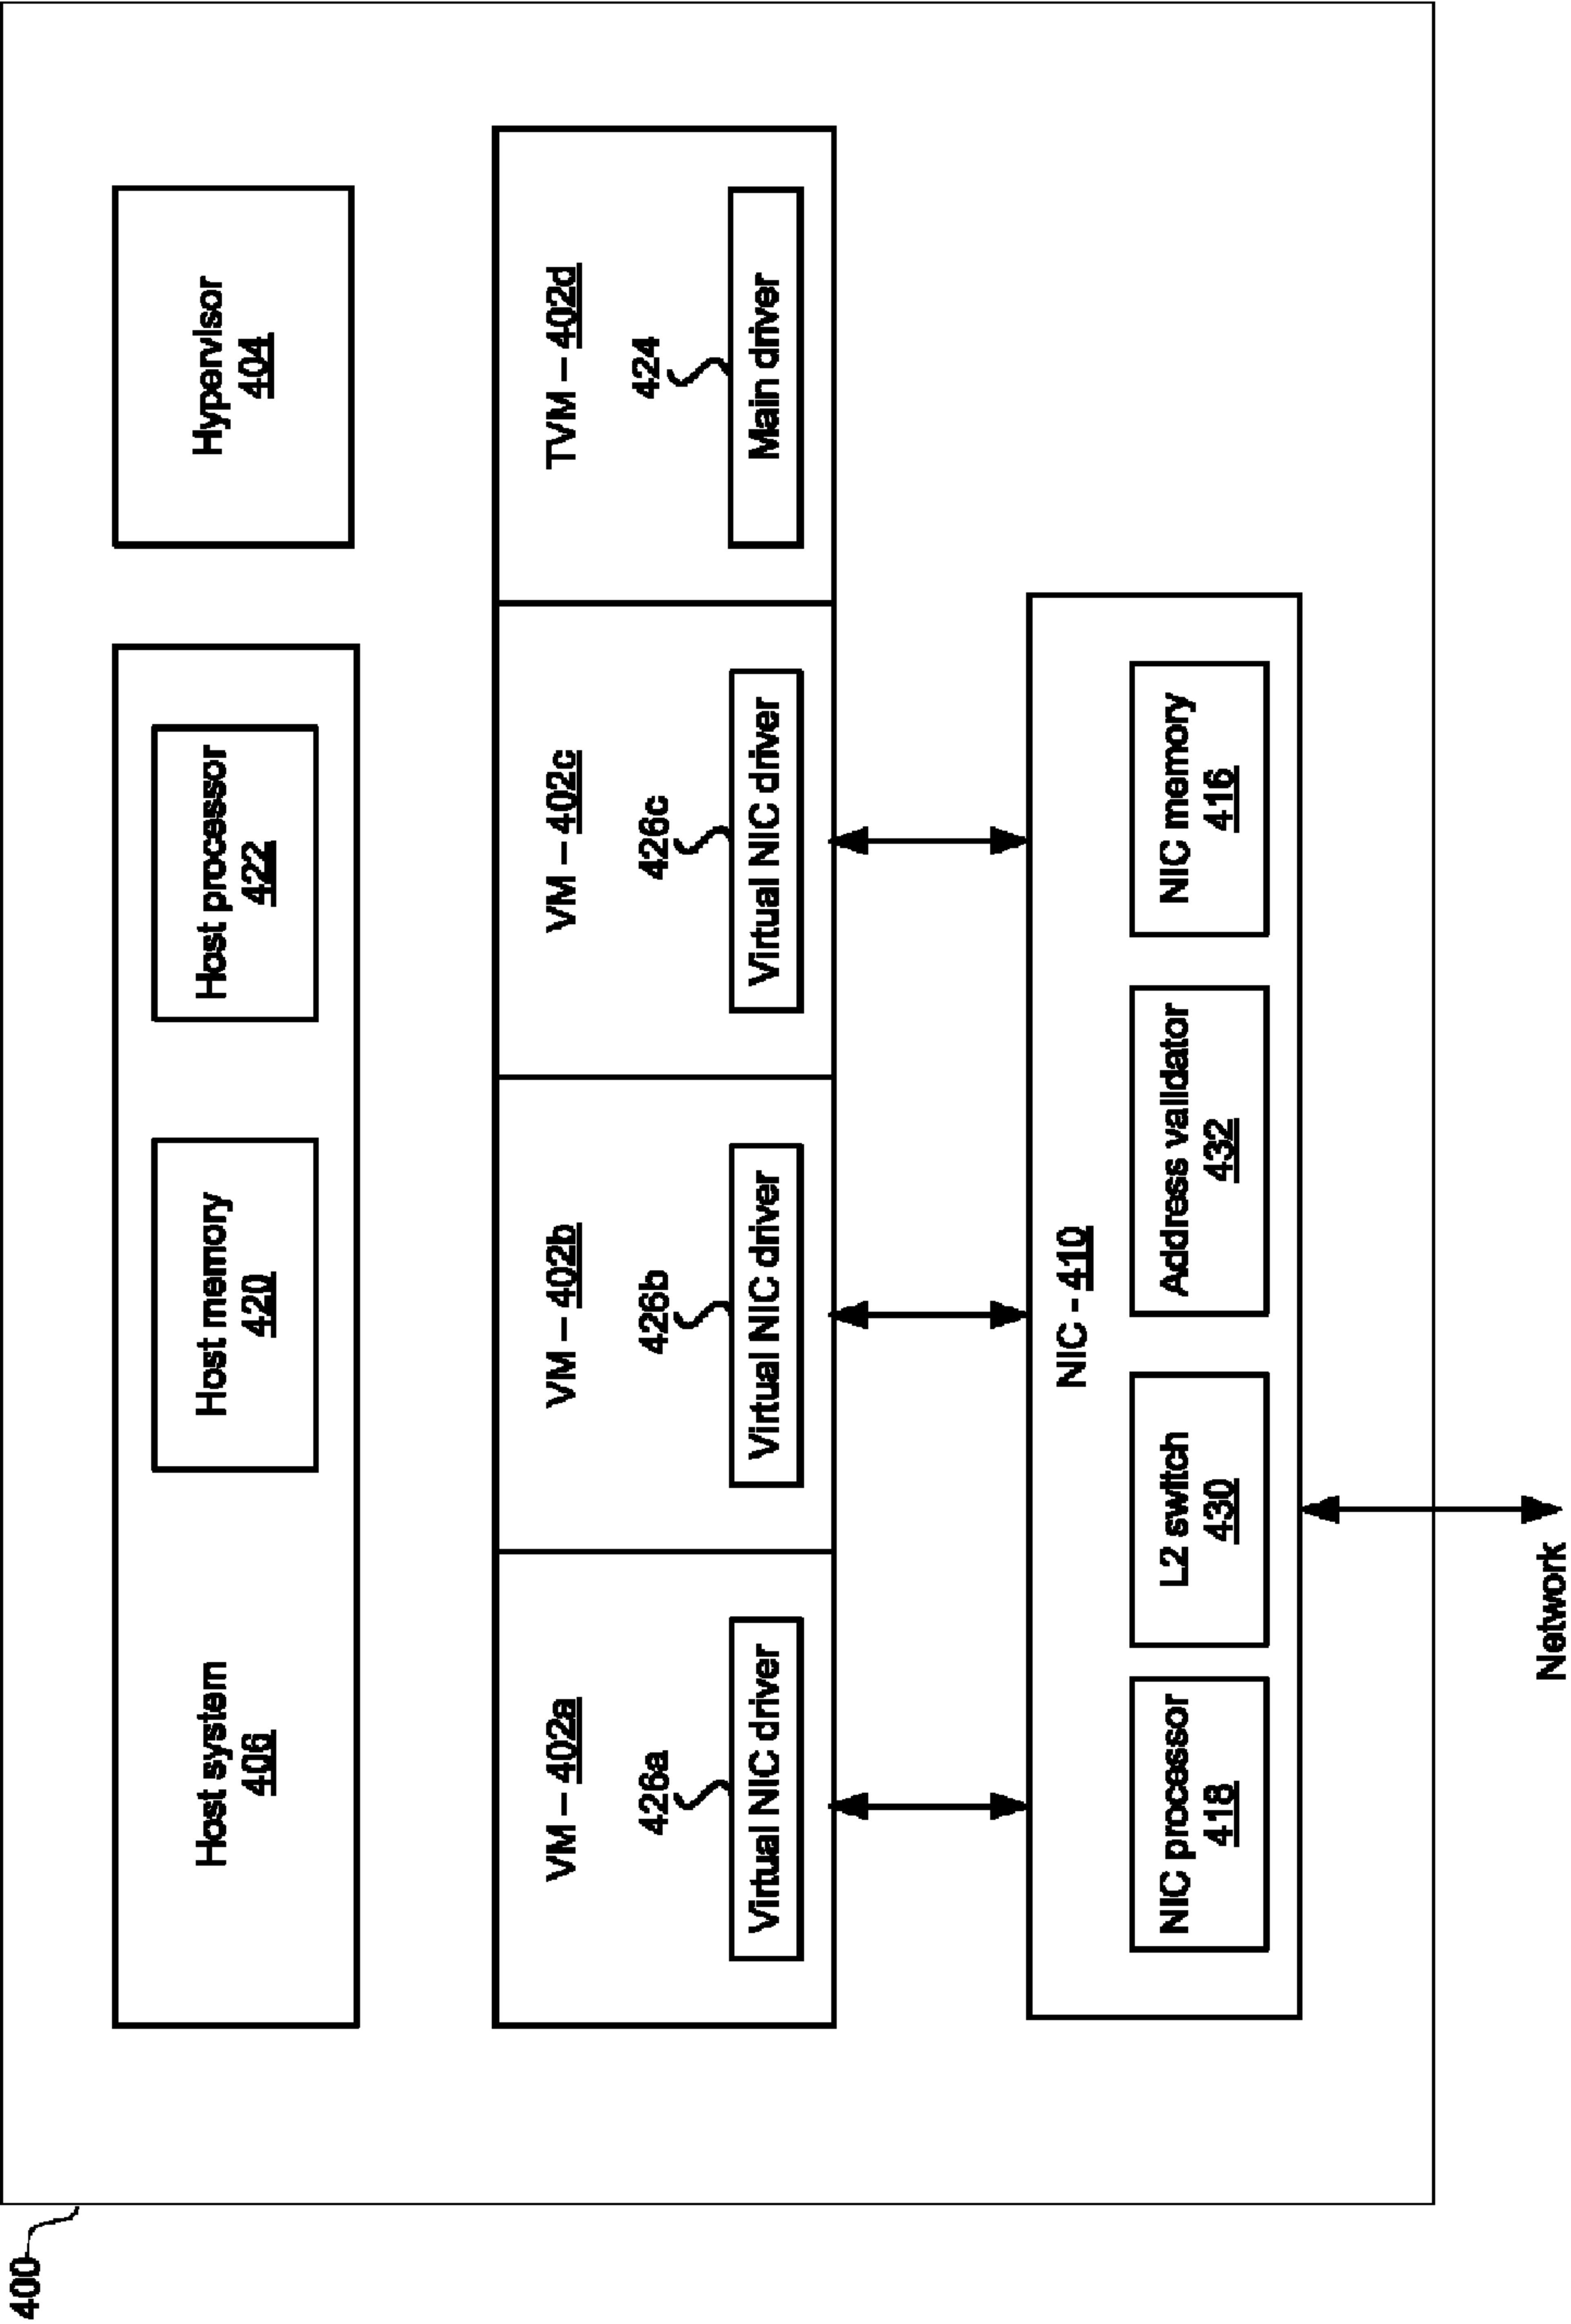 400
Host system
406
Host memory
420
Host processor
422
Hypervisor
404
VM – 402a
426a
Virtual NIC driver
VM – 402b
426b
Virtual NIC driver
VM – 402c
426c
Virtual NIC driver
TVM – 402d
424
Main driver
NIC - 410
NIC processor
418
L2 switch
430
Address validator
432
NIC memory
416
Network